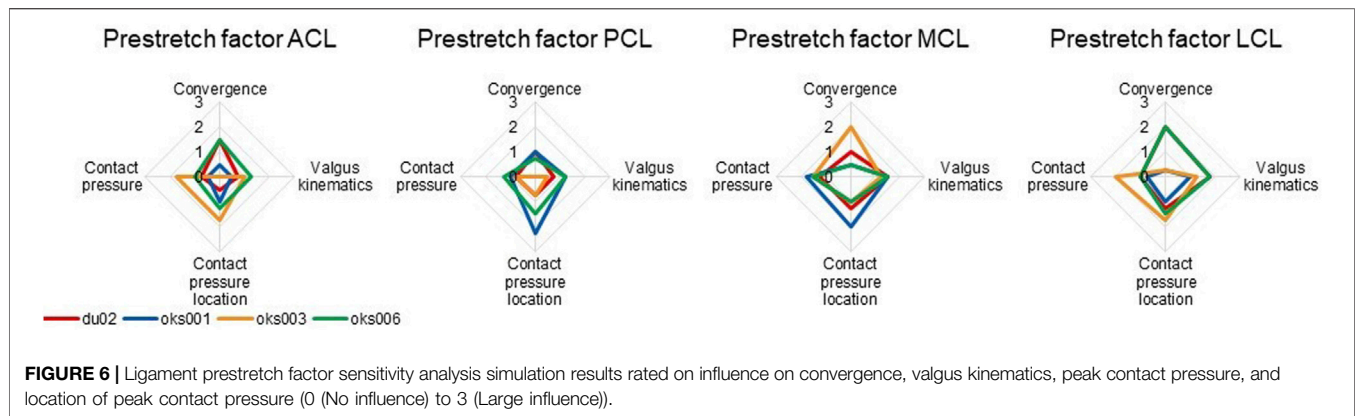 Prestretch factor ACL
Prestretch factor PCL
Prestretch factor MCL
Prestretch factor LCL
Convergence
3
2
1
0
Contact
pressure
Valgus
kinematics
Contact
pressure
location
Convergence
3
2
1
0
Contact
pressure
Valgus
kinematics
Contact
pressure
location
Convergence
3
2
1
0
Contact
pressure
Valgus
kinematics
Contact
pressure
location
Convergence
3
2
1
0
Contact
pressure
Valgus
kinematics
Contact
pressure
location
du02 oks001 oks003 oks006
FIGURE 6 | Ligament prestretch factor sensitivity analysis simulation results rated on influence on convergence, valgus kinematics, peak contact pressure, and
location of peak contact pressure (0 (No influence) to 3 (Large influence)).